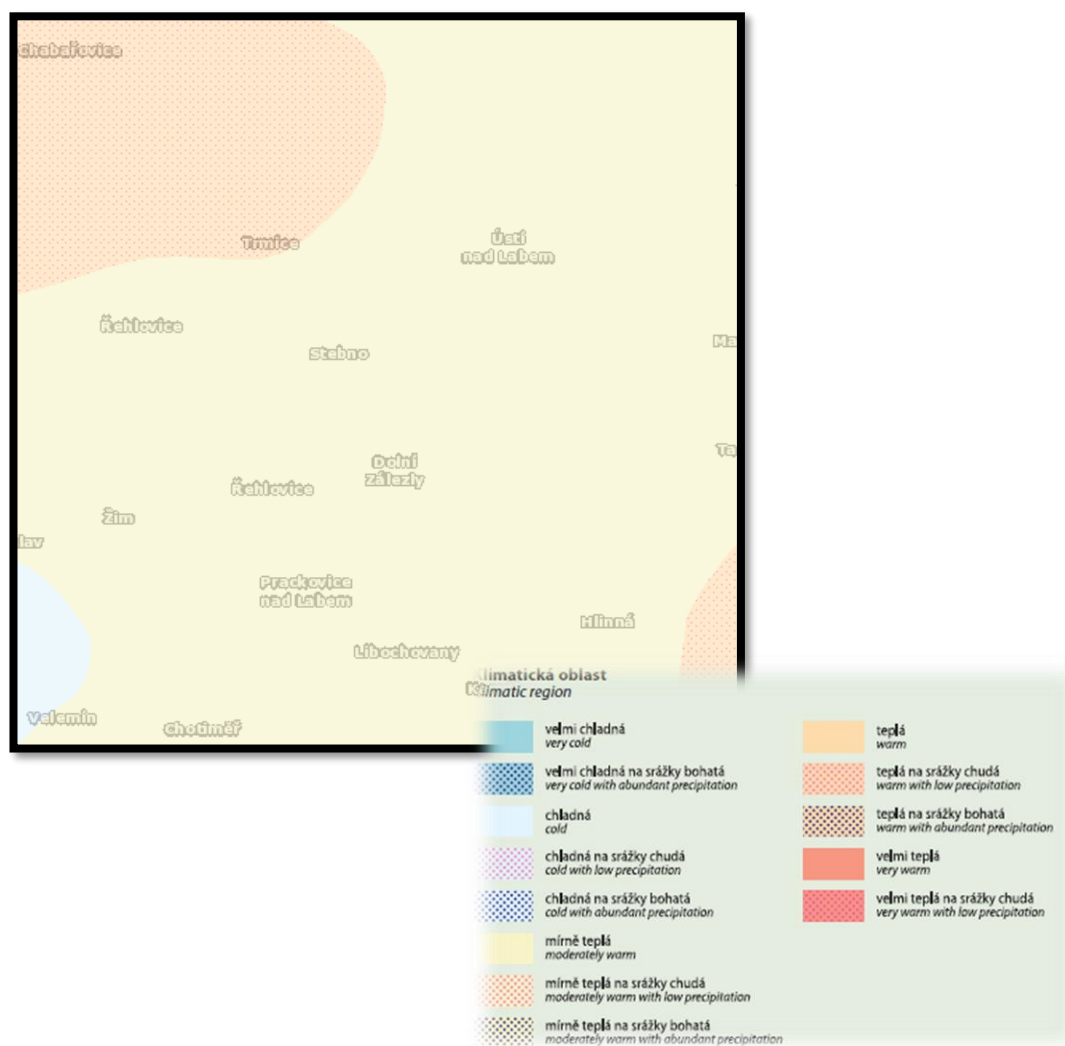 Chabařovice
Trmice
Ústí
nad Labem
Řehlovice
Stebno
Ma
Ta
Dolní
Zálezly
Řehlovice
Žim
lav
Prackovice
nad Labem
Mlinná
Libochovany
Velemín
Chotiměř
Klimatická oblast
climatic region
velmi chladná
very cold
velmi chladná na srážky bohatá
very cold with abundant precipitation
chladná
cold
chladná na srážky chudá
cold with low precipitation
chladná na srážky bohatá
cold with abundant precipitation
mírně teplá
moderately warm
mírně teplá na srážky chudá
moderately warm with low precipitation
mírně teplá na srážky bohatá
moderately warm with abundant precipitation
teplá
warm
teplá na srážky chudá
warm with low precipitation
teplá na srážky bohatá
warm with abundant precipitation
velmi teplá
very warm
velmi teplá na srážky chudá
very warm with low precipitation